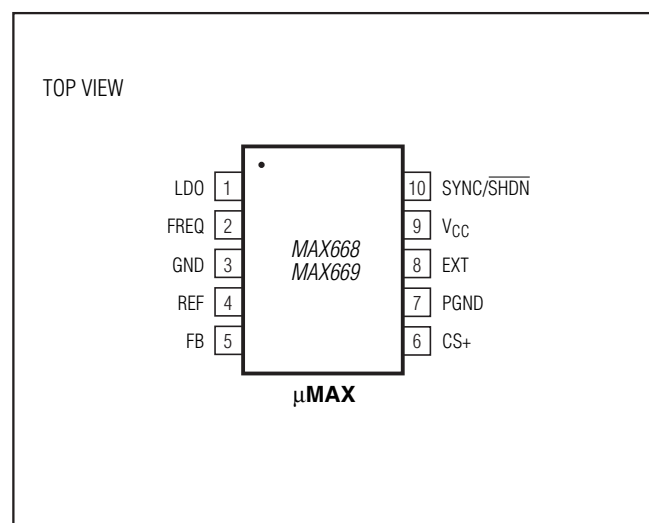 TOP VIEW
LDO 1
FREQ 2
GND 3
REF 4
FB 5
MAX668
MAX669
10 SYNC/S̅H̅D̅N̅
9 VCC
8 EXT
7 PGND
6 CS+
µMAX